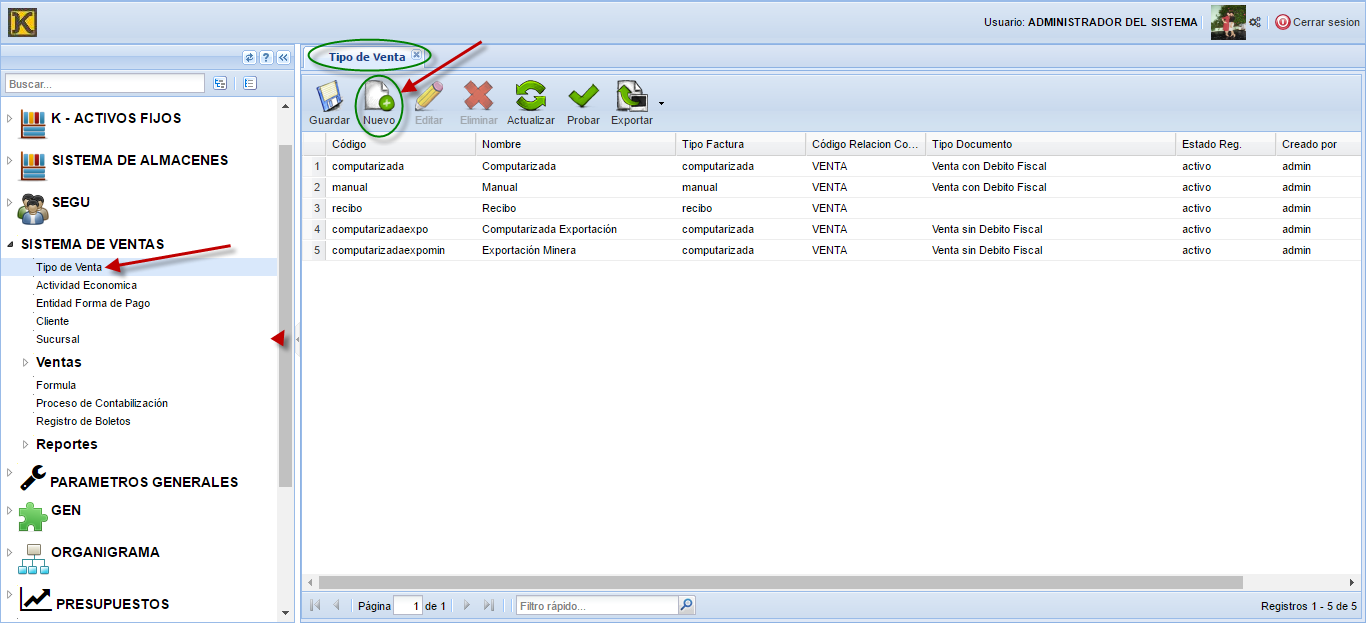 K
Usuario: ADMINISTRADOR DEL SISTEMA
Cerrar sesion
?
Buscar...
K - ACTIVOS FIJOS
SISTEMA DE ALMACENES
SEGU
SISTEMA DE VENTAS
Tipo de Venta
Actividad Economica
Entidad Forma de Pago
Cliente
Sucursal
Ventas
Formula
Proceso de Contabilización
Registro de Boletos
Reportes
PARAMETROS GENERALES
GEN
ORGANIGRAMA
PRESUPUESTOS
Tipo de Venta
Guardar Nuevo Editar Eliminar Actualizar Probar Exportar
Código Nombre Tipo Factura Código Relacion Co... Tipo Documento Estado Reg. Creado por
1 computarizada Computarizada computarizada VENTA Venta con Debito Fiscal activo admin
2 manual Manual manual VENTA Venta con Debito Fiscal activo admin
3 recibo Recibo recibo VENTA activo admin
4 computarizadaexpo Computarizada Exportación computarizada VENTA Venta sin Debito Fiscal activo admin
5 computarizadaexpomin Exportación Minera computarizada VENTA Venta sin Debito Fiscal activo admin
Página 1 de 1
Filtro rápido...
Registros 1 - 5 de 5